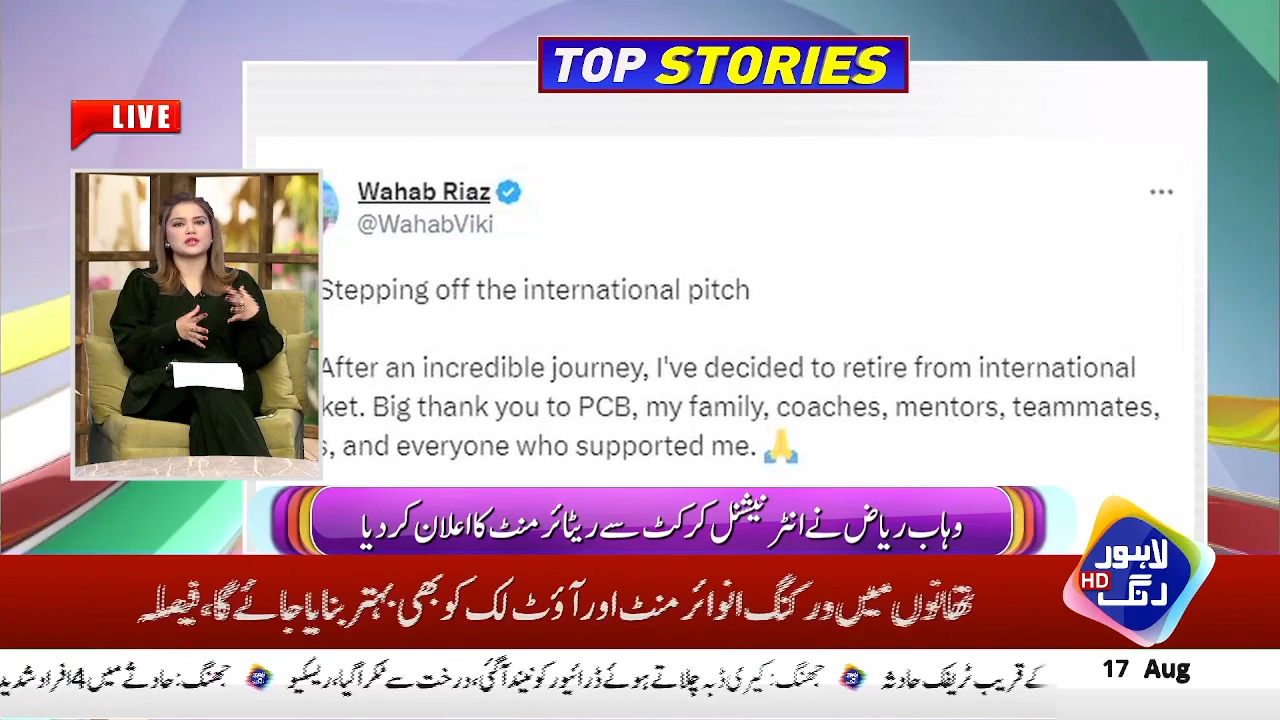 TOP STORIES
LIVE
Wahab Riaz
@WahabViki
Stepping off the international pitch
After an incredible journey, I've decided to retire from international
ket. Big thank you to PCB, my family, coaches, mentors, teammates,
s, and everyone who supported me. 🙏
وہاب ریاض نے انٹرنیشنل کرکٹ سے ریٹائرمنٹ کا اعلان کر دیا
لاہور
رنگ
HD
تھانوں میں ورکنگ انوائرمنٹ اور آؤٹ لک کو بھی بہتر بنایا جائے گا، فیصلہ
کے قریب ٹریفک حادثہ جھنگ: کیری ڈبہ چلاتے ہوئے ڈرائیور کو نیند آگئی، درخت سے ٹکرا گیا، ریسکیو جھنگ: حادثے میں 4 افراد شدید
17 Aug